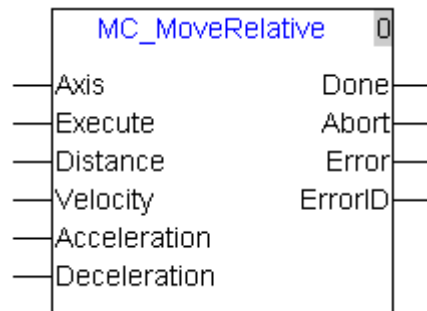 MC_MoveRelative 0
Axis Done
Execute Abort
Distance Error
Velocity ErrorID
Acceleration
Deceleration